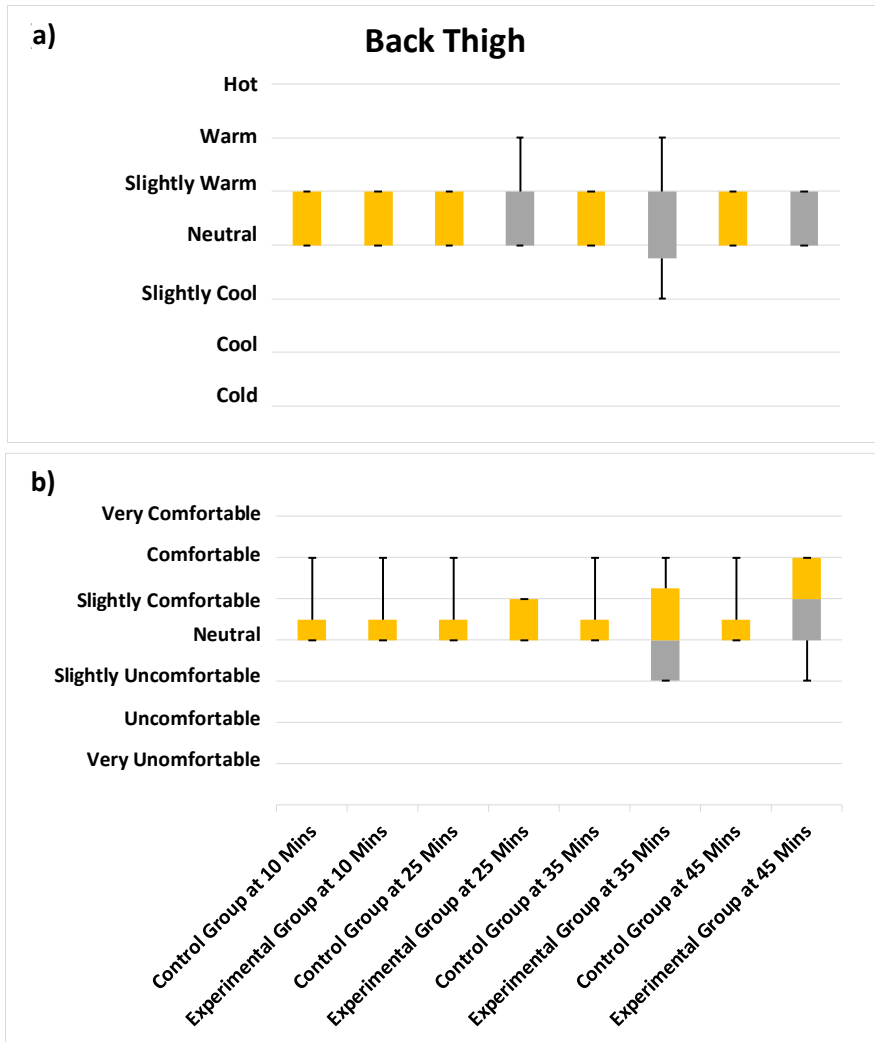 a)
Back Thigh
Hot
Warm
Slightly Warm
Neutral
Slightly Cool
Cool
Cold
b)
Very Comfortable
Comfortable
Slightly Comfortable
Neutral
Slightly Uncomfortable
Uncomfortable
Very Unomfortable
Control Group at 10 Mins
Experimental Group at 10 Mins
Control Group at 25 Mins
Experimental Group at 25 Mins
Control Group at 35 Mins
Experimental Group at 35 Mins
Control Group at 45 Mins
Experimental Group at 45 Mins